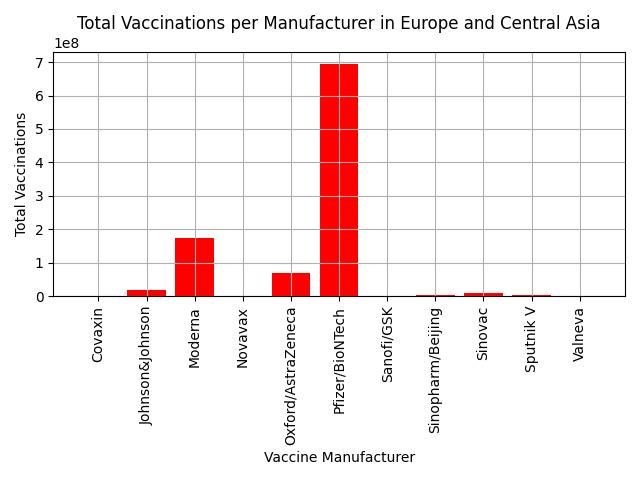 Total Vaccinations per Manufacturer in Europe and Central Asia
1e8
7
6
5
4
3
2
1
0
Total Vaccinations
Covaxin
Johnson&Johnson
Moderna
Novavax
Oxford/AstraZeneca
Pfizer/BioNTech
Sanofi/GSK
Sinopharm/Beijing
Sinovac
Sputnik V
Valneva
Vaccine Manufacturer